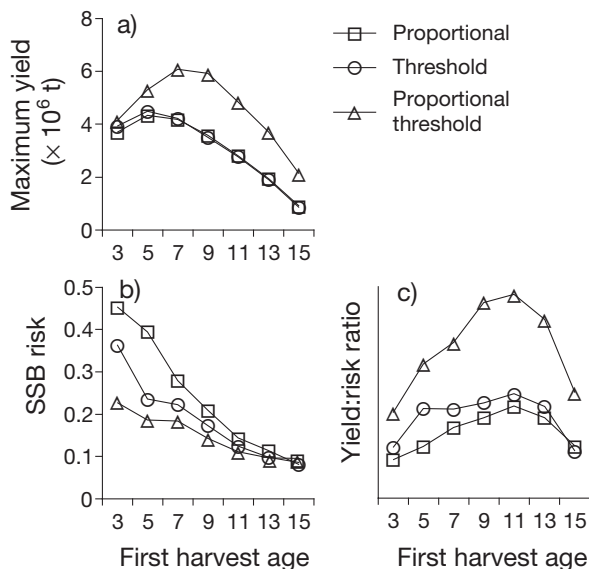 a)
Maximum yield
(× 10⁶ t)
8
6
4
2
0
3 5 7 9 11 13 15
Proportional
Threshold
Proportional
threshold
b)
SSB risk
0.5
0.4
0.3
0.2
0.1
0
3 5 7 9 11 13 15
First harvest age
c)
Yield:risk ratio
3 5 7 9 11 13 15
First harvest age